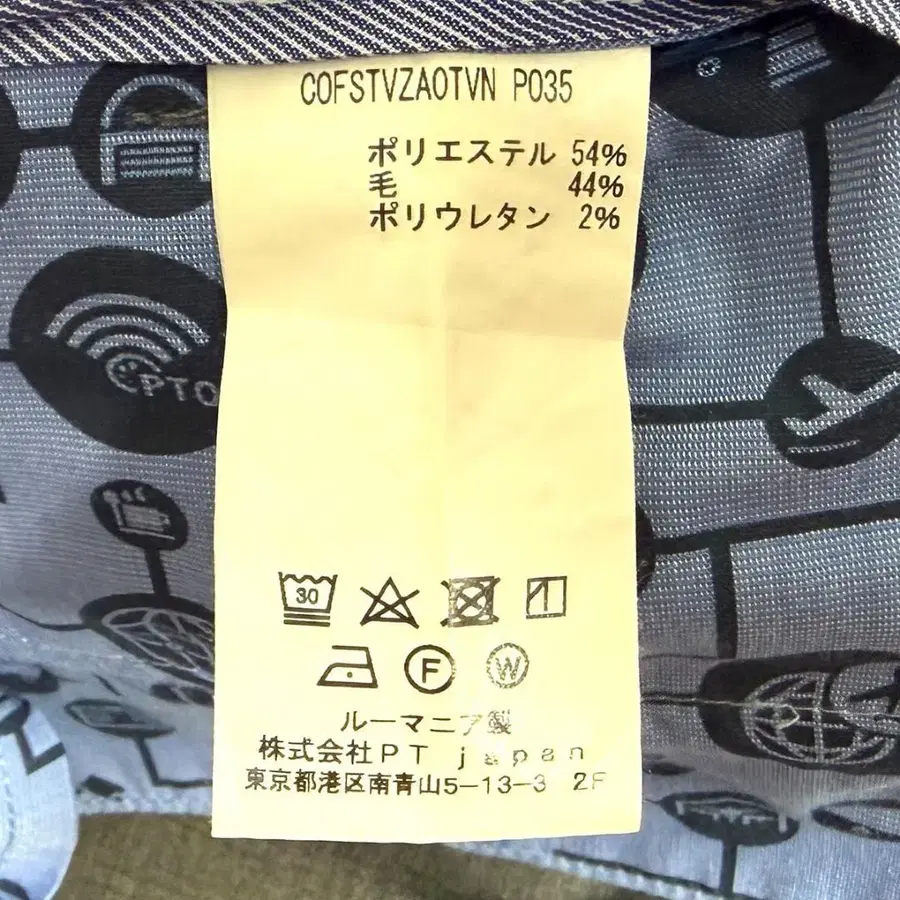 COFSTVZAOTVN P035
ポリエステル 54%
毛 44%
ポリウレタン 2%
30
F W
ルーマニア製
株式会社PT japan
東京都港区南青山5-13-3 2F
PTO